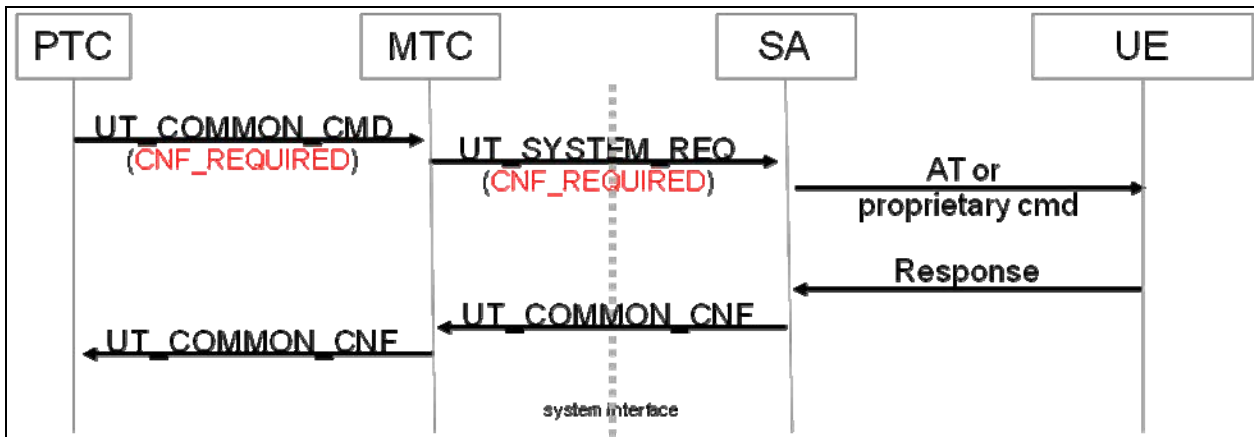 PTC
MTC
SA
UE
UT_COMMON_CMD
(CNF_REQUIRED)
UT_SYSTEM_REQ
(CNF_REQUIRED)
AT or
proprietary cmd
Response
UT_COMMON_CNF
UT_COMMON_CNF
system interface